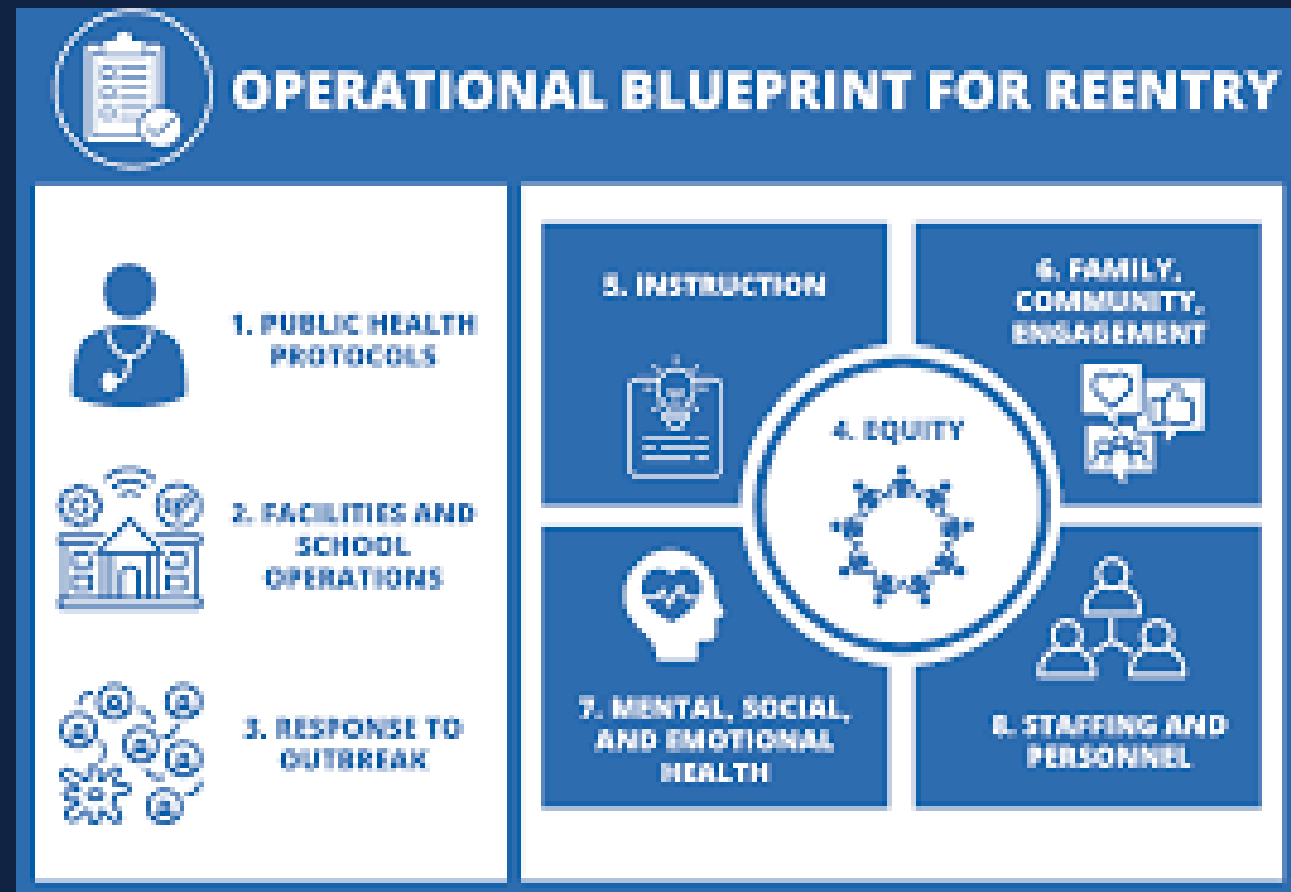 OPERATIONAL BLUEPRINT FOR REENTRY
1. PUBLIC HEALTH
PROTOCOLS
2. FACILITIES AND
SCHOOL
OPERATIONS
3. RESPONSE TO
OUTBREAK
4. EQUITY
5. INSTRUCTION
6. FAMILY,
COMMUNITY,
ENGAGEMENT
7. MENTAL, SOCIAL,
AND EMOTIONAL
HEALTH
8. STAFFING AND
PERSONNEL